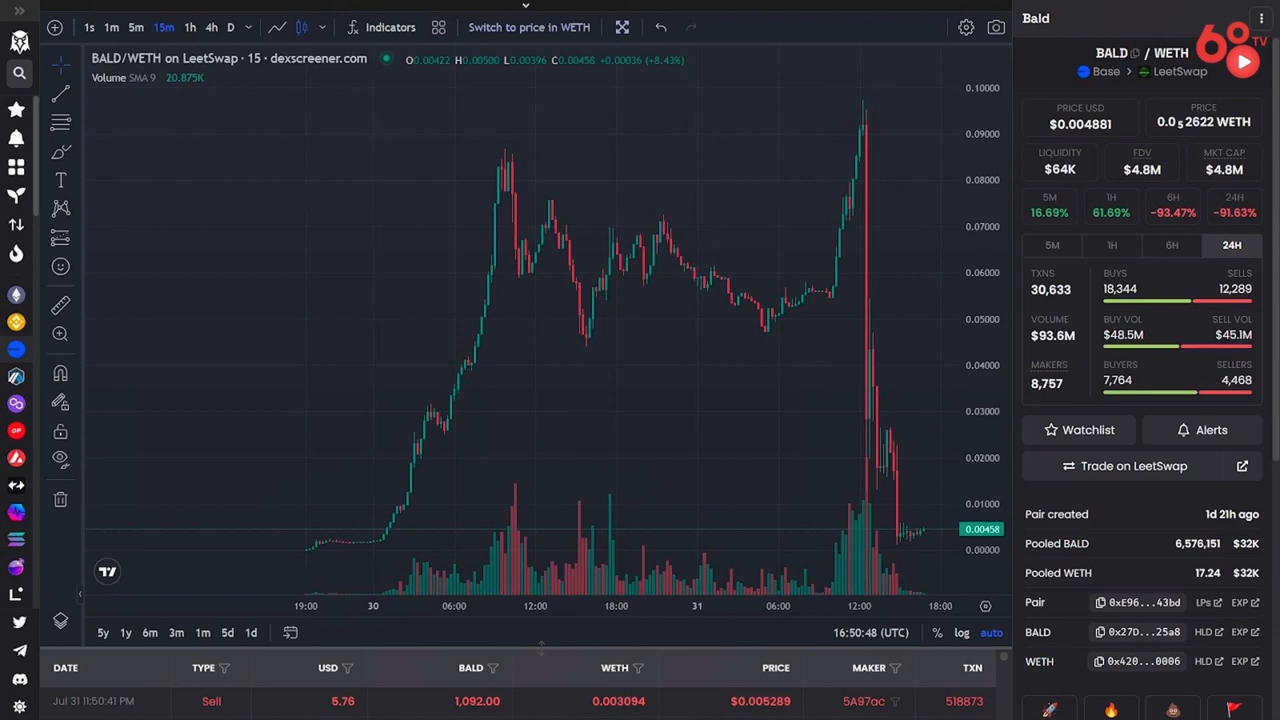 1s 1m 5m 15m 1h 4h D Indicators Switch to price in WETH
BALD/WETH on LeetSwap · 15 · dexscreener.com O0.00422 H0.00500 L0.00396 C0.00458 +0.00036 (+8.43%)
Volume SMA 9 20.875K
0.10000
0.09000
0.08000
0.07000
0.06000
0.05000
0.04000
0.03000
0.02000
0.01000
0.00458
0.00000
19:00 30 06:00 12:00 18:00 31 06:00 12:00 18:00
5y 1y 6m 3m 1m 5d 1d 16:50:48 (UTC) % log auto
DATE TYPE USD BALD WETH PRICE MAKER TXN
Jul 31 11:50:41 PM Sell 5.76 1,092.00 0.003094 $0.005289 5A97ac 518873
OP
Bald
6 TV
BALD / WETH
Base > LeetSwap
PRICE USD PRICE
$0.004881 0.0₅2622 WETH
LIQUIDITY FDV MKT CAP
$64K $4.8M $4.8M
5M 1H 6H 24H
16.69% 61.69% -93.47% -91.63%
5M 1H 6H 24H
TXNS BUYS SELLS
30,633 18,344 12,289
VOLUME BUY VOL SELL VOL
$93.6M $48.5M $45.1M
MAKERS BUYERS SELLERS
8,757 7,764 4,468
Watchlist Alerts
Trade on LeetSwap
Pair created 1d 21h ago
Pooled BALD 6,576,151 $32K
Pooled WETH 17.24 $32K
Pair 0xE96...43bd LPs EXP
BALD 0x27D...25a8 HLD EXP
WETH 0x420...0006 HLD EXP